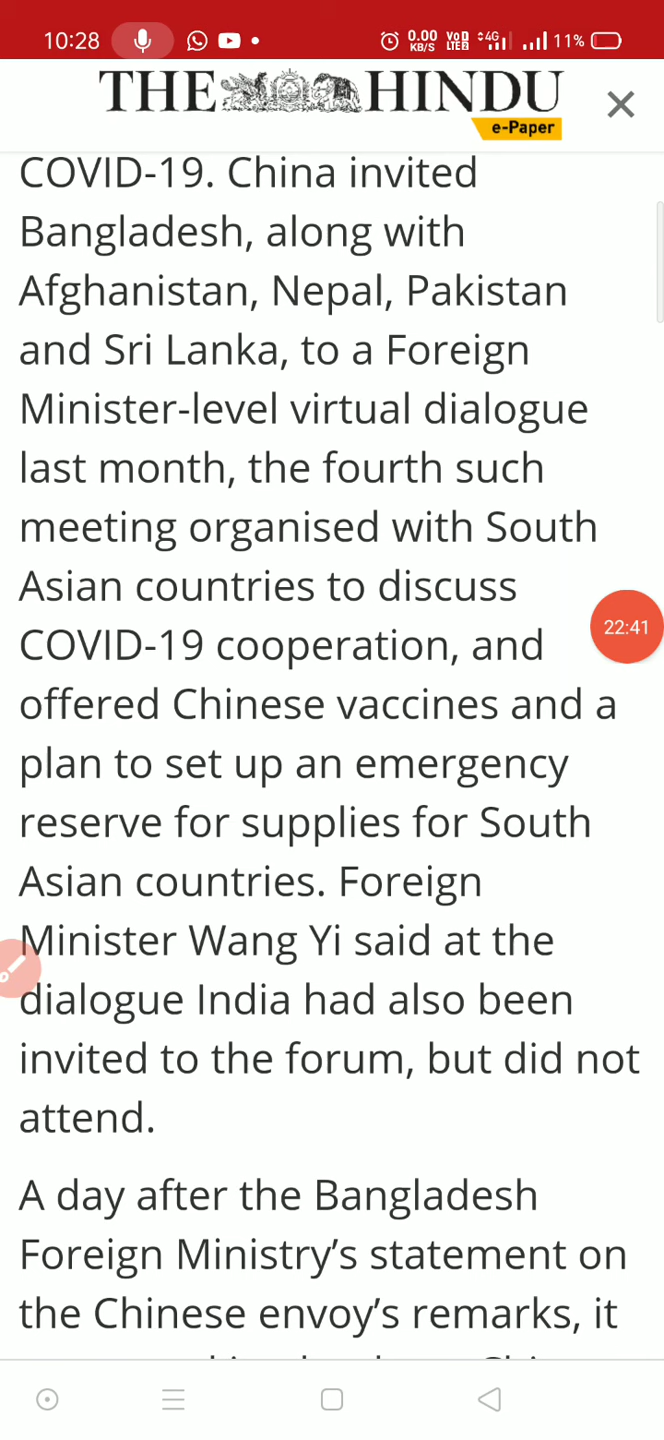 10:28
0.00 KB/S
VoD LTE2
4G
11%
THE HINDU
e-Paper
COVID-19. China invited
Bangladesh, along with
Afghanistan, Nepal, Pakistan
and Sri Lanka, to a Foreign
Minister-level virtual dialogue
last month, the fourth such
meeting organised with South
Asian countries to discuss
COVID-19 cooperation, and
22:41
offered Chinese vaccines and a
plan to set up an emergency
reserve for supplies for South
Asian countries. Foreign
Minister Wang Yi said at the
dialogue India had also been
invited to the forum, but did not
attend.
A day after the Bangladesh
Foreign Ministry’s statement on
the Chinese envoy’s remarks, it